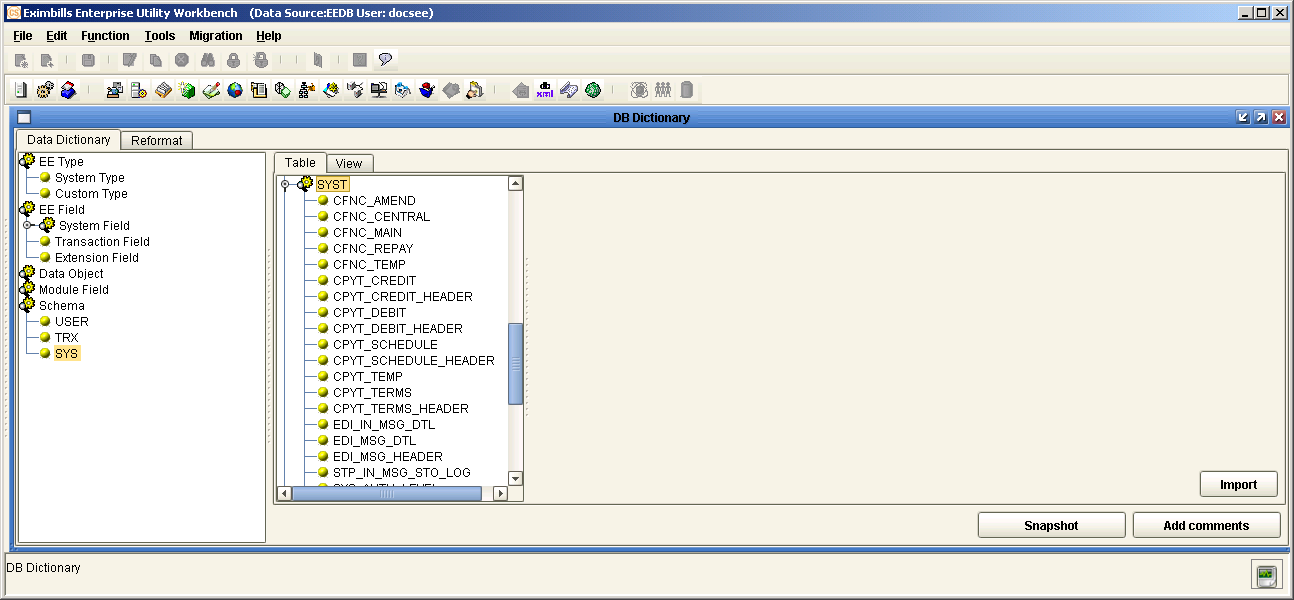 Eximbills Enterprise Utility Workbench (Data Source:EEDB User: docsee)
File Edit Function Tools Migration Help
xml
DB Dictionary
Data Dictionary Reformat
EE Type
System Type
Custom Type
EE Field
System Field
Transaction Field
Extension Field
Data Object
Module Field
Schema
USER
TRX
SYS
Table View
SYST
CFNC_AMEND
CFNC_CENTRAL
CFNC_MAIN
CFNC_REPAY
CFNC_TEMP
CPYT_CREDIT
CPYT_CREDIT_HEADER
CPYT_DEBIT
CPYT_DEBIT_HEADER
CPYT_SCHEDULE
CPYT_SCHEDULE_HEADER
CPYT_TEMP
CPYT_TERMS
CPYT_TERMS_HEADER
EDI_IN_MSG_DTL
EDI_MSG_DTL
EDI_MSG_HEADER
STP_IN_MSG_STO_LOG
Import
Snapshot Add comments
DB Dictionary